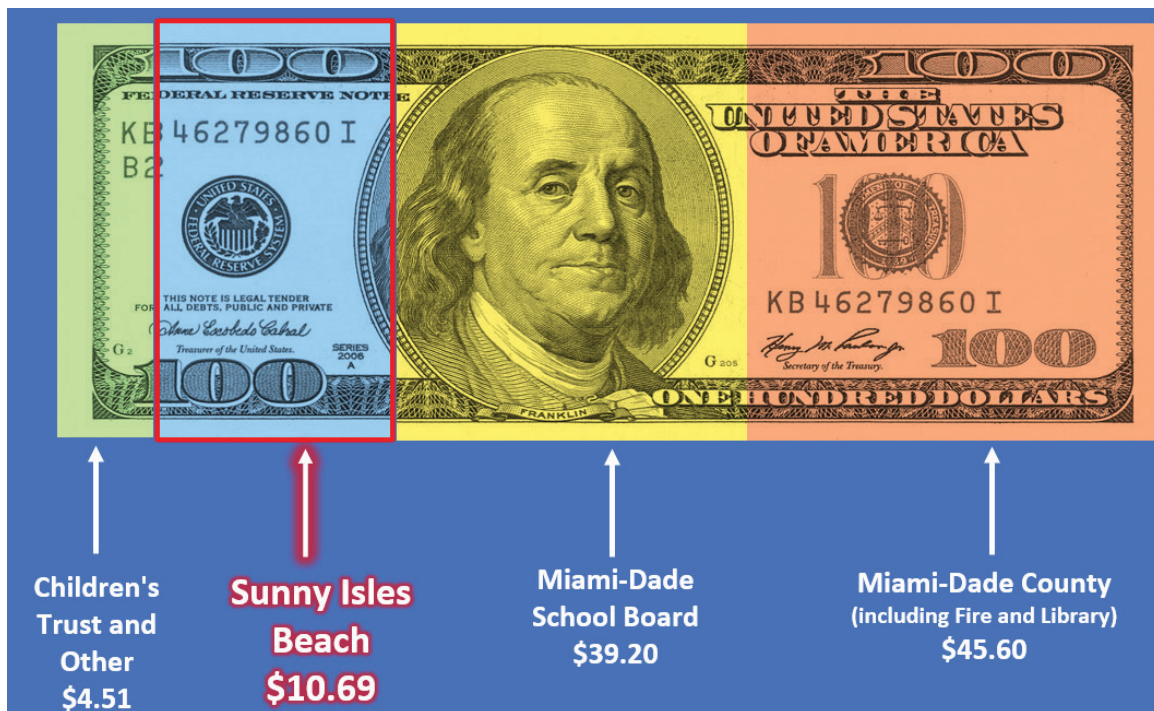 100 100
FEDERAL RESERVE NOTE
THE
UNITED STATES
OF AMERICA
KB 46279860 I
B2
UNITED STATES
FEDERAL RESERVE SYSTEM
100
KB 46279860 I
THIS NOTE IS LEGAL TENDER
FOR ALL DEBTS, PUBLIC AND PRIVATE
Anna Escobedo Cabral
Treasurer of the United States.
SERIES
2006
A
G2
G 205
Secretary of the Treasury.
100
100
FRANKLIN
ONE HUNDRED DOLLARS
Children's
Trust and
Other
$4.51
Sunny Isles
Beach
$10.69
Miami-Dade
School Board
$39.20
Miami-Dade County
(including Fire and Library)
$45.60